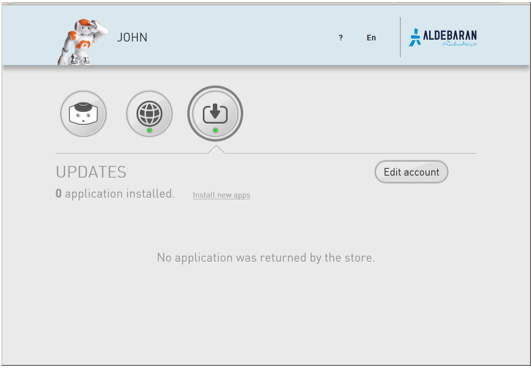 JOHN
?
En
ALDEBARAN
Robotics
UPDATES
Edit account
0 application installed.
Install new apps
No application was returned by the store.